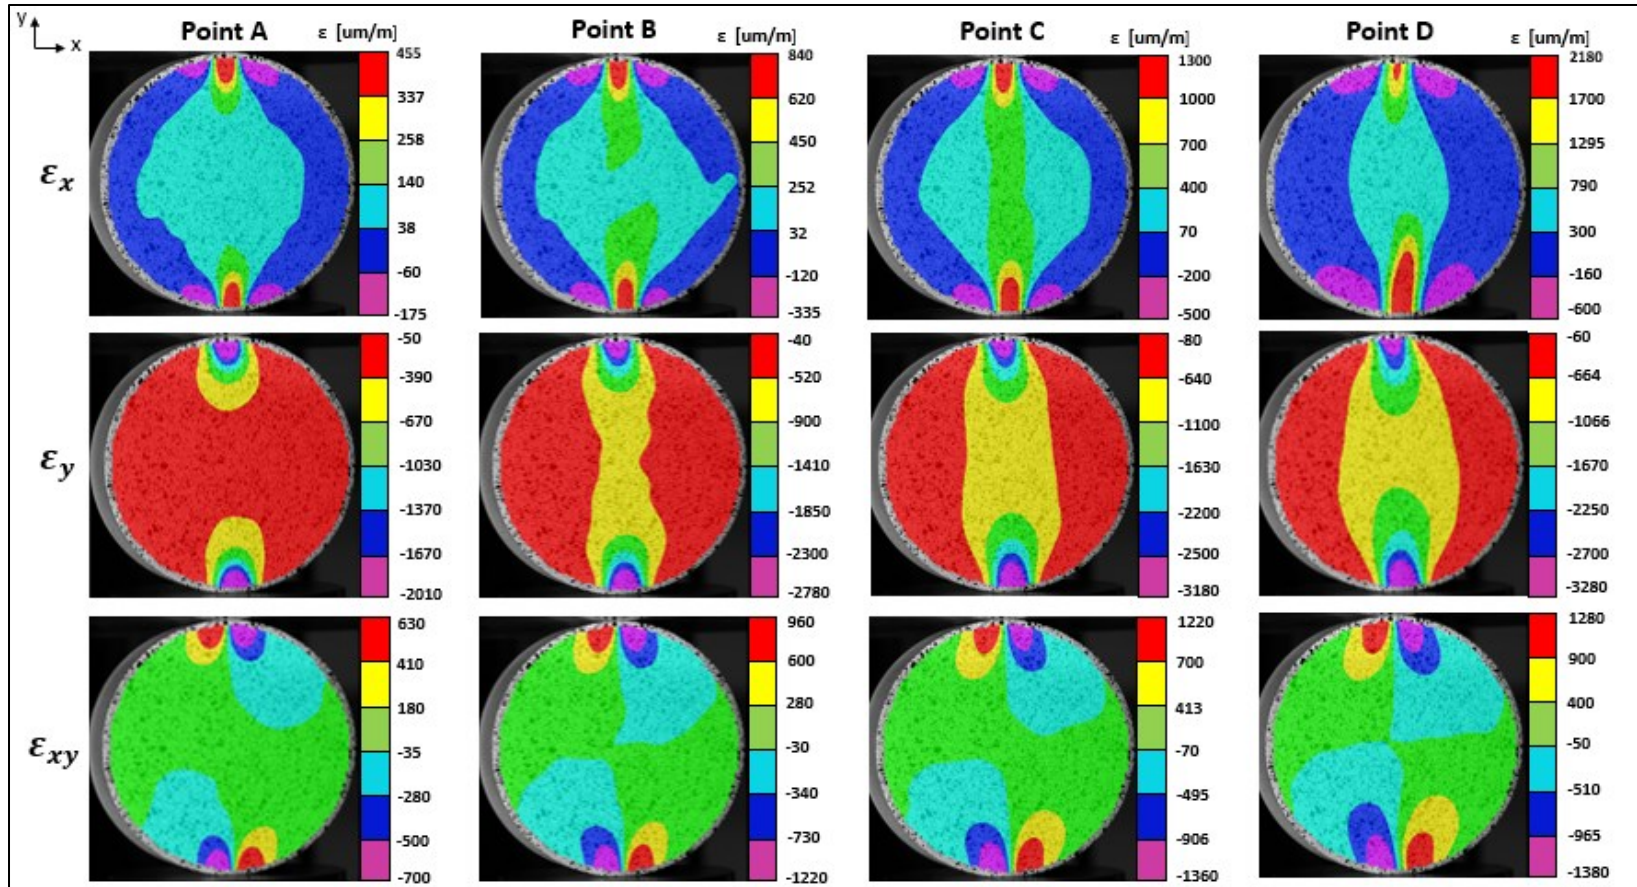 y
x
Point A ε [um/m] Point B ε [um/m] Point C ε [um/m] Point D ε [um/m]
εx
455 840 1300 2180
337 620 1000 1700
258 450 700 1295
140 252 400 790
38 32 70 300
-60 -120 -200 -160
-175 -335 -500 -600
εy
-50 -40 -80 -60
-390 -520 -640 -664
-670 -900 -1100 -1066
-1030 -1410 -1630 -1670
-1370 -1850 -2200 -2250
-1670 -2300 -2500 -2700
-2010 -2780 -3180 -3280
εxy
630 960 1220 1280
410 600 700 900
180 280 413 400
-35 -30 -70 -50
-280 -340 -495 -510
-500 -730 -906 -965
-700 -1220 -1360 -1380